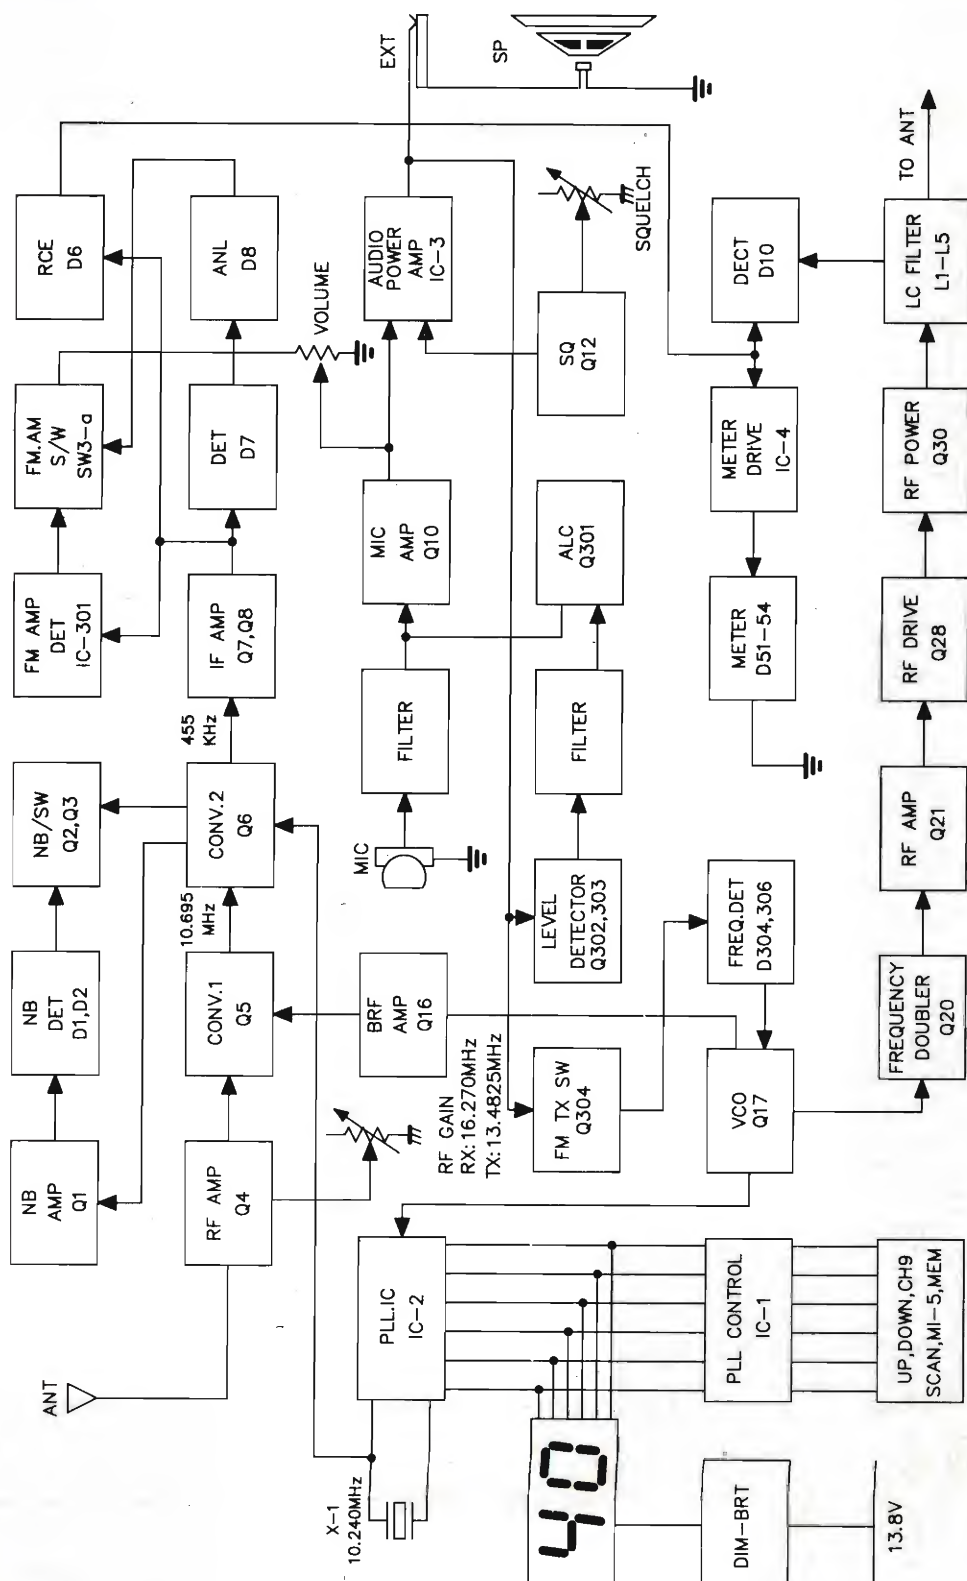 ANT
NB
AMP
Q1
NB
DET
D1,D2
NB/SW
Q2,Q3
FM AMP
DET
IC-301
FM.AM
S/W
SW3-a
RCE
D6
RF AMP
Q4
CONV.1
Q5
10.695
MHz
CONV.2
Q6
455
KHz
IF AMP
Q7,Q8
DET
D7
ANL
D8
VOLUME
RF GAIN
RX:16.270MHz
TX:13.4825MHz
BRF
AMP
Q16
MIC
FILTER
MIC
AMP
Q10
AUDIO
POWER
AMP
IC-3
EXT
SP
X-1
10.240MHz
PLL.IC
IC-2
FM TX SW
Q304
LEVEL
DETECTOR
Q302,303
FILTER
ALC
Q301
SQ
Q12
SQUELCH
40
PLL CONTROL
IC-1
VCO
Q17
FREQ.DET
D304,306
METER
D51-54
METER
DRIVE
IC-4
DECT
D10
DIM-BRT
13.8V
UP,DOWN,CH9
SCAN,MI-5,MEM
FREQUENCY
DOUBLER
Q20
RF AMP
Q21
RF DRIVE
Q28
RF POWER
Q30
LC FILTER
L1-L5
TO ANT